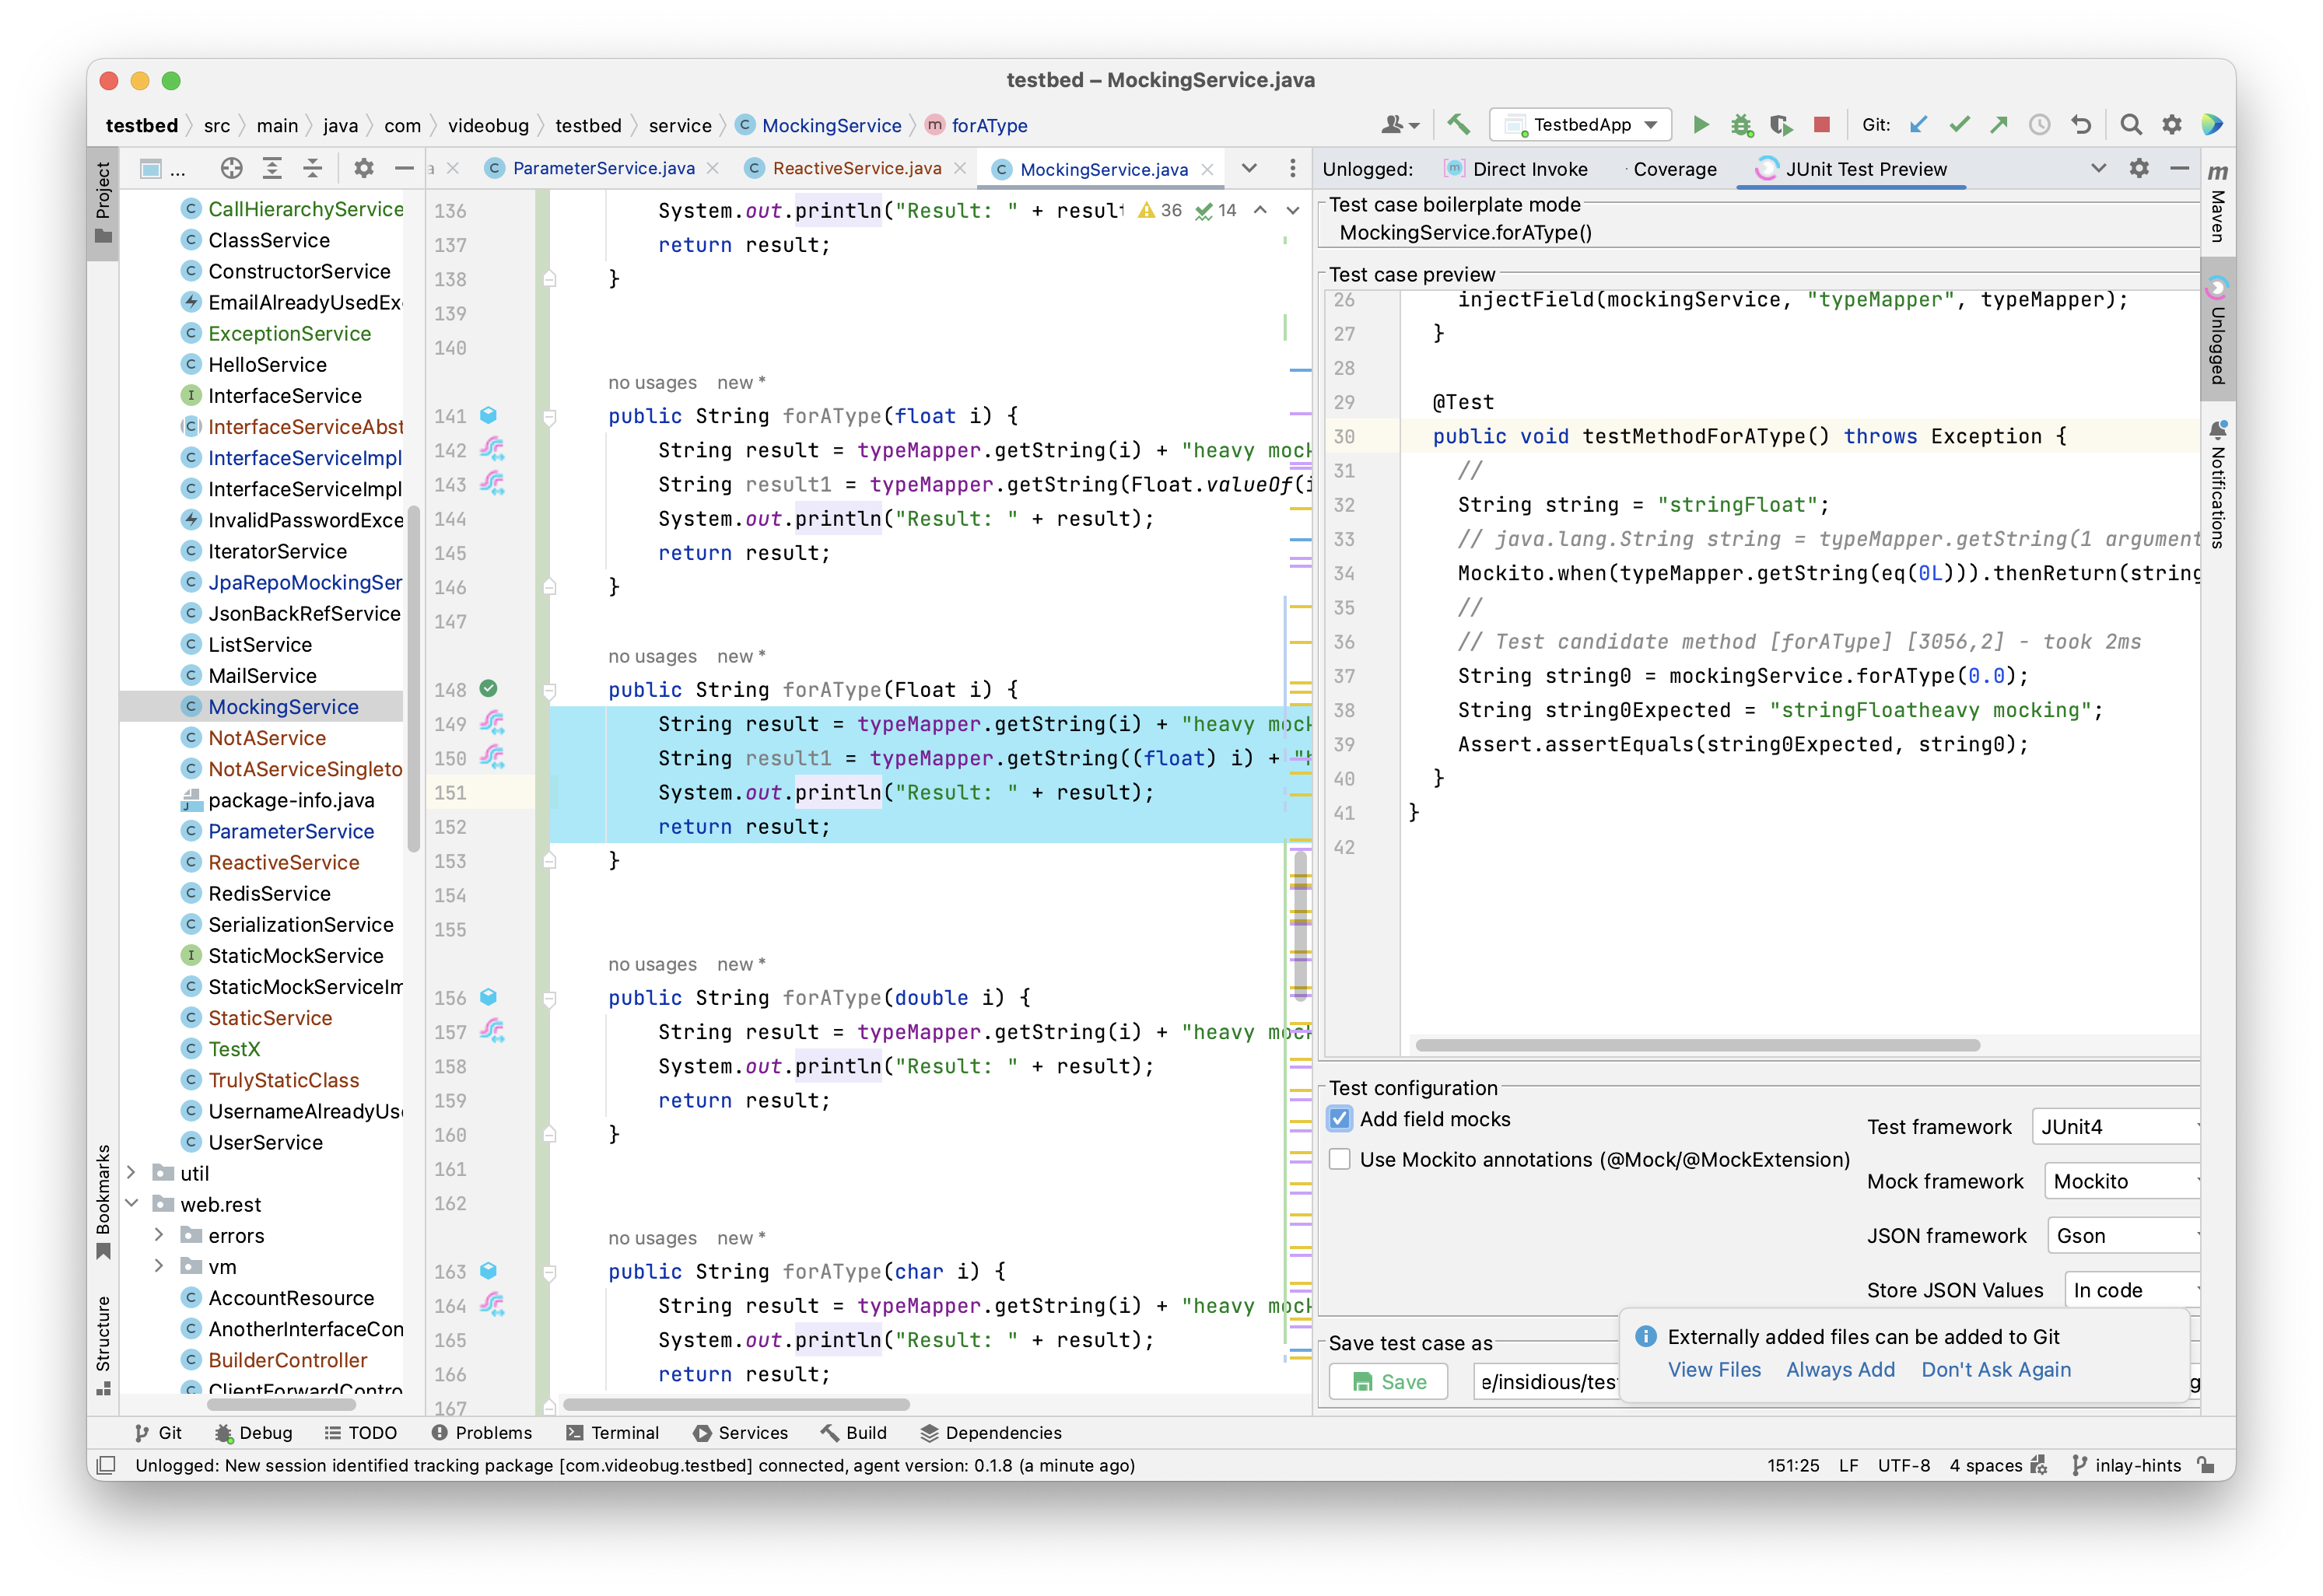 testbed – MockingService.java
testbed src main java com videobug testbed service MockingService forAType
TestbedApp Git:
Project
...
ParameterService.java ReactiveService.java MockingService.java
CallHierarchyService
ClassService
ConstructorService
EmailAlreadyUsedEx
ExceptionService
HelloService
InterfaceService
InterfaceServiceAbst
InterfaceServiceImpl
InterfaceServiceImpl
InvalidPasswordExce
IteratorService
JpaRepoMockingSer
JsonBackRefService
ListService
MailService
MockingService
NotAService
NotAServiceSingleto
package-info.java
ParameterService
ReactiveService
RedisService
SerializationService
StaticMockService
StaticMockServiceIm
StaticService
TestX
TrulyStaticClass
UsernameAlreadyUse
UserService
util
web.rest
errors
vm
AccountResource
AnotherInterfaceCon
BuilderController
ClientForwardContro
Bookmarks
Structure
36 14
136 System.out.println("Result: " + result
137 return result;
138 }
139
140
no usages new *
141 public String forAType(float i) {
142 String result = typeMapper.getString(i) + "heavy mock
143 String result1 = typeMapper.getString(Float.valueOf(i
144 System.out.println("Result: " + result);
145 return result;
146 }
147
no usages new *
148 public String forAType(Float i) {
149 String result = typeMapper.getString(i) + "heavy mock
150 String result1 = typeMapper.getString((float) i) + "h
151 System.out.println("Result: " + result);
152 return result;
153 }
154
155
no usages new *
156 public String forAType(double i) {
157 String result = typeMapper.getString(i) + "heavy mock
158 System.out.println("Result: " + result);
159 return result;
160 }
161
162
no usages new *
163 public String forAType(char i) {
164 String result = typeMapper.getString(i) + "heavy mock
165 System.out.println("Result: " + result);
166 return result;
167
Unlogged: Direct Invoke Coverage JUnit Test Preview
Test case boilerplate mode
MockingService.forAType()
Test case preview
26 injectField(mockingService, "typeMapper", typeMapper);
27 }
28
29 @Test
30 public void testMethodForAType() throws Exception {
31 //
32 String string = "stringFloat";
33 // java.lang.String string = typeMapper.getString(1 argument
34 Mockito.when(typeMapper.getString(eq(0L))).thenReturn(string
35 //
36 // Test candidate method [forAType] [3056,2] - took 2ms
37 String string0 = mockingService.forAType(0.0);
38 String string0Expected = "stringFloatheavy mocking";
39 Assert.assertEquals(string0Expected, string0);
40 }
41 }
42
Test configuration
Add field mocks
Use Mockito annotations (@Mock/@MockExtension)
Test framework JUnit4
Mock framework Mockito
JSON framework Gson
Store JSON Values In code
Save test case as
Save e/insidious/tes
Externally added files can be added to Git
View Files Always Add Don't Ask Again
m Maven
Unlogged
Notifications
Git Debug TODO Problems Terminal Services Build Dependencies
Unlogged: New session identified tracking package [com.videobug.testbed] connected, agent version: 0.1.8 (a minute ago)
151:25 LF UTF-8 4 spaces inlay-hints